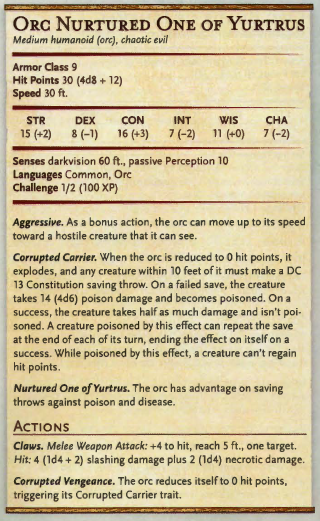 Orc Nurtured One of Yurtrus
Medium humanoid (orc), chaotic evil
Armor Class 9
Hit Points 30 (4d8 + 12)
Speed 30 ft.
STR DEX CON INT WIS CHA
15 (+2) 8 (−1) 16 (+3) 7 (−2) 11 (+0) 7 (−2)
Senses darkvision 60 ft., passive Perception 10
Languages Common, Orc
Challenge 1/2 (100 XP)
Aggressive. As a bonus action, the orc can move up to its speed
toward a hostile creature that it can see.
Corrupted Carrier. When the orc is reduced to 0 hit points, it
explodes, and any creature within 10 feet of it must make a DC
13 Constitution saving throw. On a failed save, the creature
takes 14 (4d6) poison damage and becomes poisoned. On a
success, the creature takes half as much damage and isn't poi-
soned. A creature poisoned by this effect can repeat the save
at the end of each of its turn, ending the effect on itself on a
success. While poisoned by this effect, a creature can't regain
hit points.
Nurtured One of Yurtrus. The orc has advantage on saving
throws against poison and disease.
Actions
Claws. Melee Weapon Attack: +4 to hit, reach 5 ft., one target.
Hit: 4 (1d4 + 2) slashing damage plus 2 (1d4) necrotic damage.
Corrupted Vengeance. The orc reduces itself to 0 hit points,
triggering its Corrupted Carrier trait.